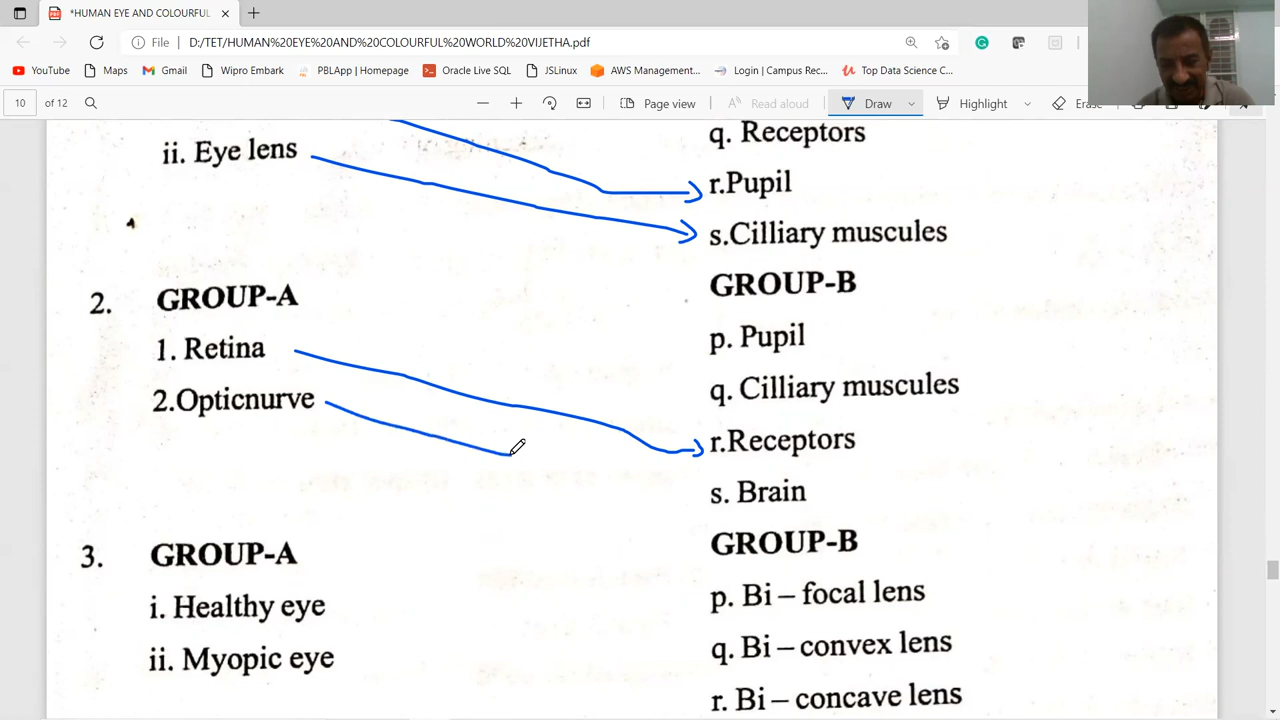 *HUMAN EYE AND COLOURFUL
File D:/TET/HUMAN%20EYE%20AND%20COLOURFUL%20WORLD%20VIJETHA.pdf
YouTube Maps Gmail Wipro Embark PBLApp | Homepage Oracle Live SQL JSLinux AWS Management... Login | Campus Rec... Top Data Science C...
10 of 12 Page view Read aloud Draw Highlight Erase
q. Receptors
ii. Eye lens
r.Pupil
s.Cilliary muscules
2. GROUP-A GROUP-B
1. Retina p. Pupil
2.Opticnurve q. Cilliary muscules
r.Receptors
s. Brain
3. GROUP-A GROUP-B
i. Healthy eye p. Bi – focal lens
ii. Myopic eye q. Bi – convex lens
r. Bi – concave lens